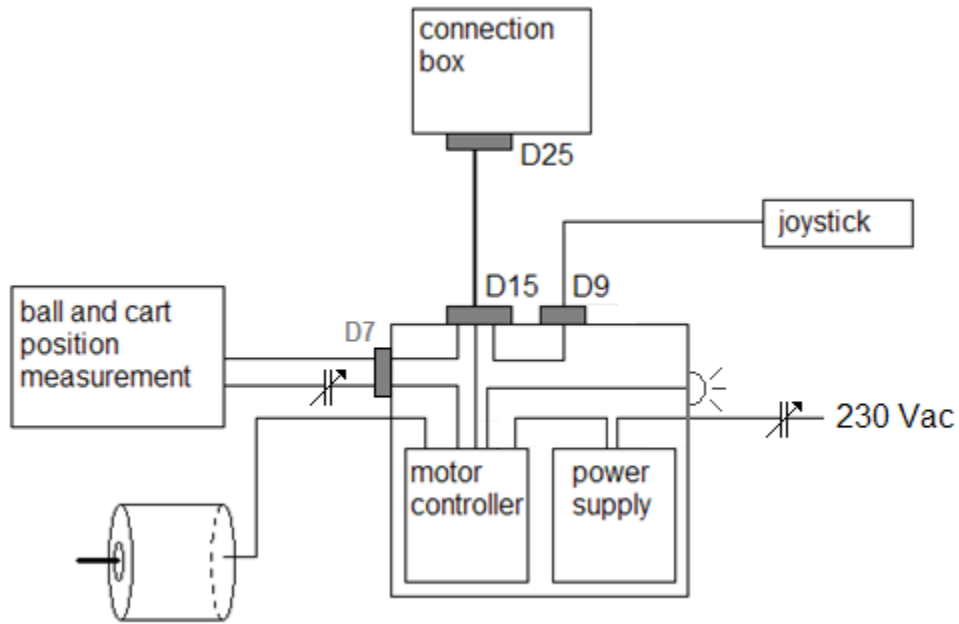 connection
box
D25
joystick
D15
D9
ball and cart
position
measurement
D7
230 Vac
motor
controller
power
supply